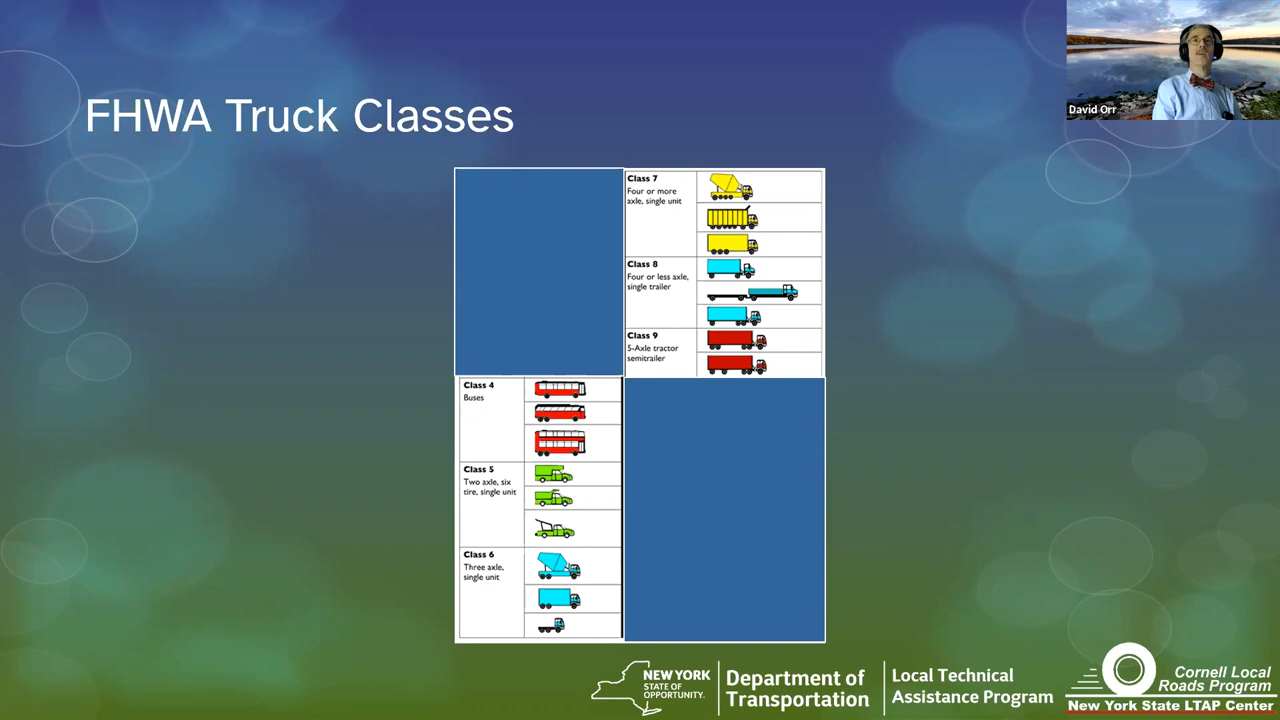 David Orr
FHWA Truck Classes
Class 7
Four or more
axle, single unit
Class 8
Four or less axle,
single trailer
Class 9
5-Axle tractor
semitrailer
Class 4
Buses
Class 5
Two axle, six
tire, single unit
Class 6
Three axle,
single unit
NEW YORK
STATE OF
OPPORTUNITY.
Department of
Transportation
Local Technical
Assistance Program
Cornell Local
Roads Program
New York State LTAP Center